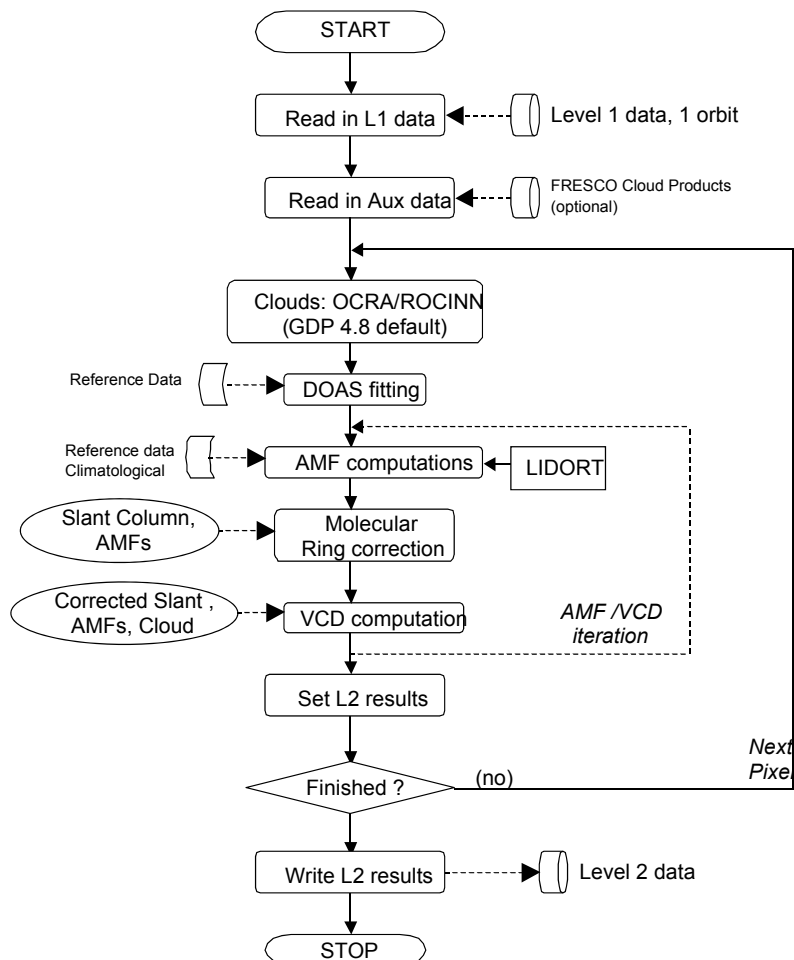 START
Read in L1 data
Level 1 data, 1 orbit
Read in Aux data
FRESCO Cloud Products
(optional)
Clouds: OCRA/ROCINN
(GDP 4.8 default)
Reference Data
DOAS fitting
Reference data
Climatological
AMF computations
LIDORT
Slant Column,
AMFs
Molecular
Ring correction
Corrected Slant ,
AMFs, Cloud
VCD computation
AMF /VCD
iteration
Set L2 results
Next
Pixel
Finished ?
(no)
Write L2 results
Level 2 data
STOP